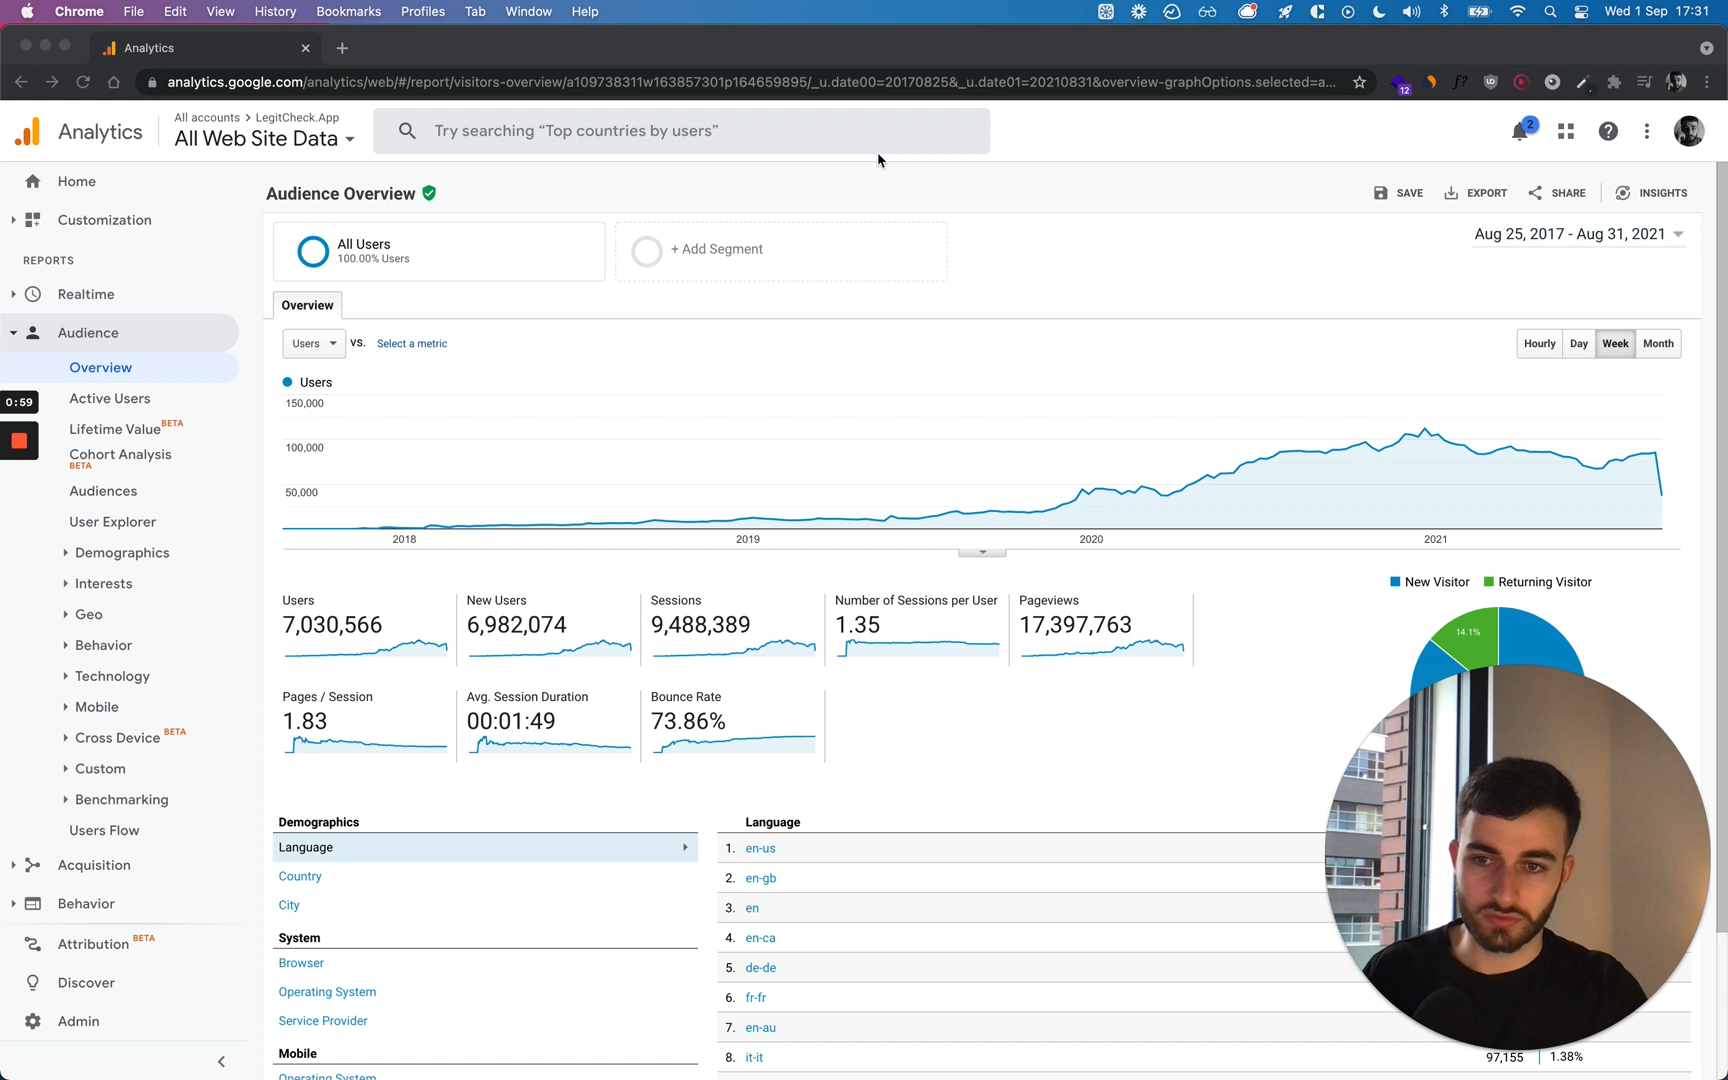 Chrome File Edit View History Bookmarks Profiles Tab Window Help Wed 1 Sep 17:31
Analytics
analytics.google.com/analytics/web/#/report/visitors-overview/a109738311w163857301p164659895/_u.date00=20170825&_u.date01=20210831&overview-graphOptions.selected=a...
12
Analytics
All accounts > LegitCheck.App
All Web Site Data
Try searching “Top countries by users”
2
Home
Customization
REPORTS
Realtime
Audience
Overview
Active Users
Lifetime Value BETA
Cohort Analysis
BETA
Audiences
User Explorer
Demographics
Interests
Geo
Behavior
Technology
Mobile
Cross Device BETA
Custom
Benchmarking
Users Flow
Acquisition
Behavior
Attribution BETA
Discover
Admin
0:59
Audience Overview
SAVE EXPORT SHARE INSIGHTS
All Users
100.00% Users
+ Add Segment
Aug 25, 2017 - Aug 31, 2021
Overview
Users vs. Select a metric
Hourly Day Week Month
Users
150,000
100,000
50,000
2018 2019 2020 2021
New Visitor Returning Visitor
14.1%
Users
7,030,566
New Users
6,982,074
Sessions
9,488,389
Number of Sessions per User
1.35
Pageviews
17,397,763
Pages / Session
1.83
Avg. Session Duration
00:01:49
Bounce Rate
73.86%
Demographics
Language
Country
City
System
Browser
Operating System
Service Provider
Mobile
Operating System
Language
1. en-us
2. en-gb
3. en
4. en-ca
5. de-de
6. fr-fr
7. en-au
8. it-it 97,155 1.38%